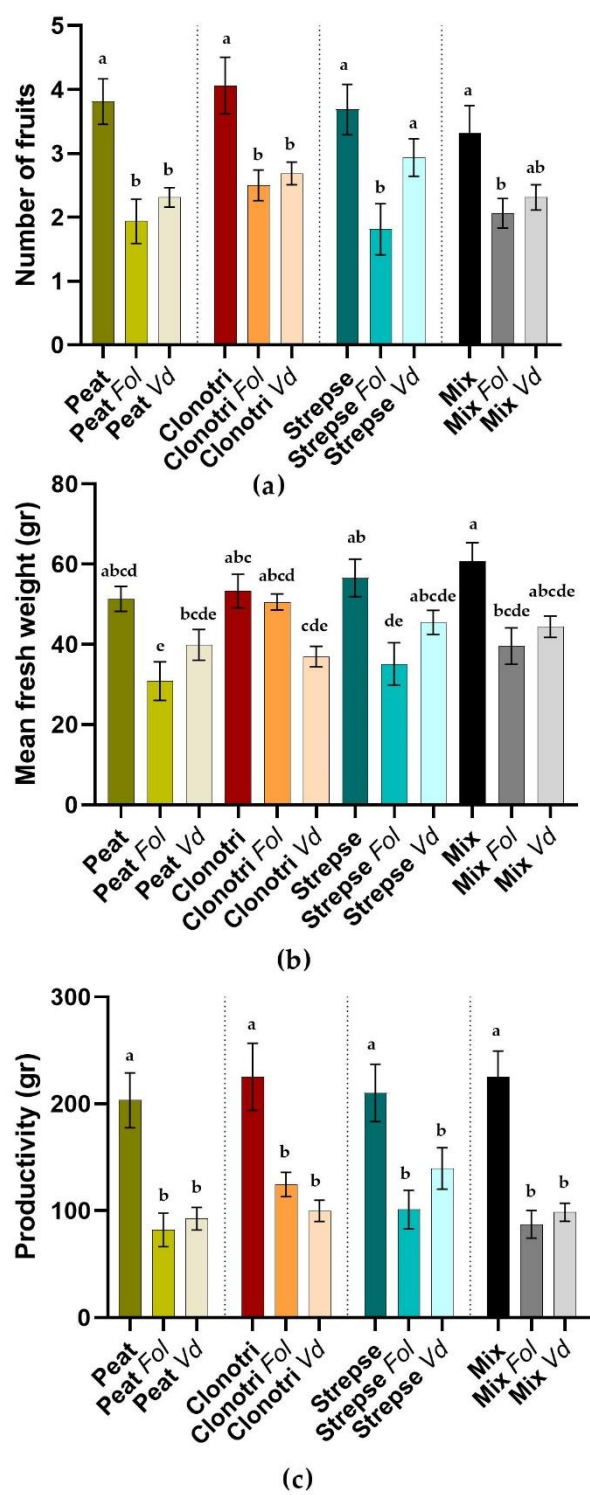 Number of fruits
5
4
3
2
1
0
a
b
b
a
b
b
a
b
a
a
b
ab
Peat
Peat Fol
Peat Vd
Clonotri
Clonotri Fol
Clonotri Vd
Strepse
Strepse Fol
Strepse Vd
Mix
Mix Fol
Mix Vd
(a)
Mean fresh weight (gr)
80
60
40
20
0
abcd
e
bcde
abc
abcd
cde
ab
de
abcde
a
bcde
abcde
Peat
Peat Fol
Peat Vd
Clonotri
Clonotri Fol
Clonotri Vd
Strepse
Strepse Fol
Strepse Vd
Mix
Mix Fol
Mix Vd
(b)
Productivity (gr)
300
200
100
0
a
b
b
a
b
b
a
b
b
a
b
b
Peat
Peat Fol
Peat Vd
Clonotri
Clonotri Fol
Clonotri Vd
Strepse
Strepse Fol
Strepse Vd
Mix
Mix Fol
Mix Vd
(c)